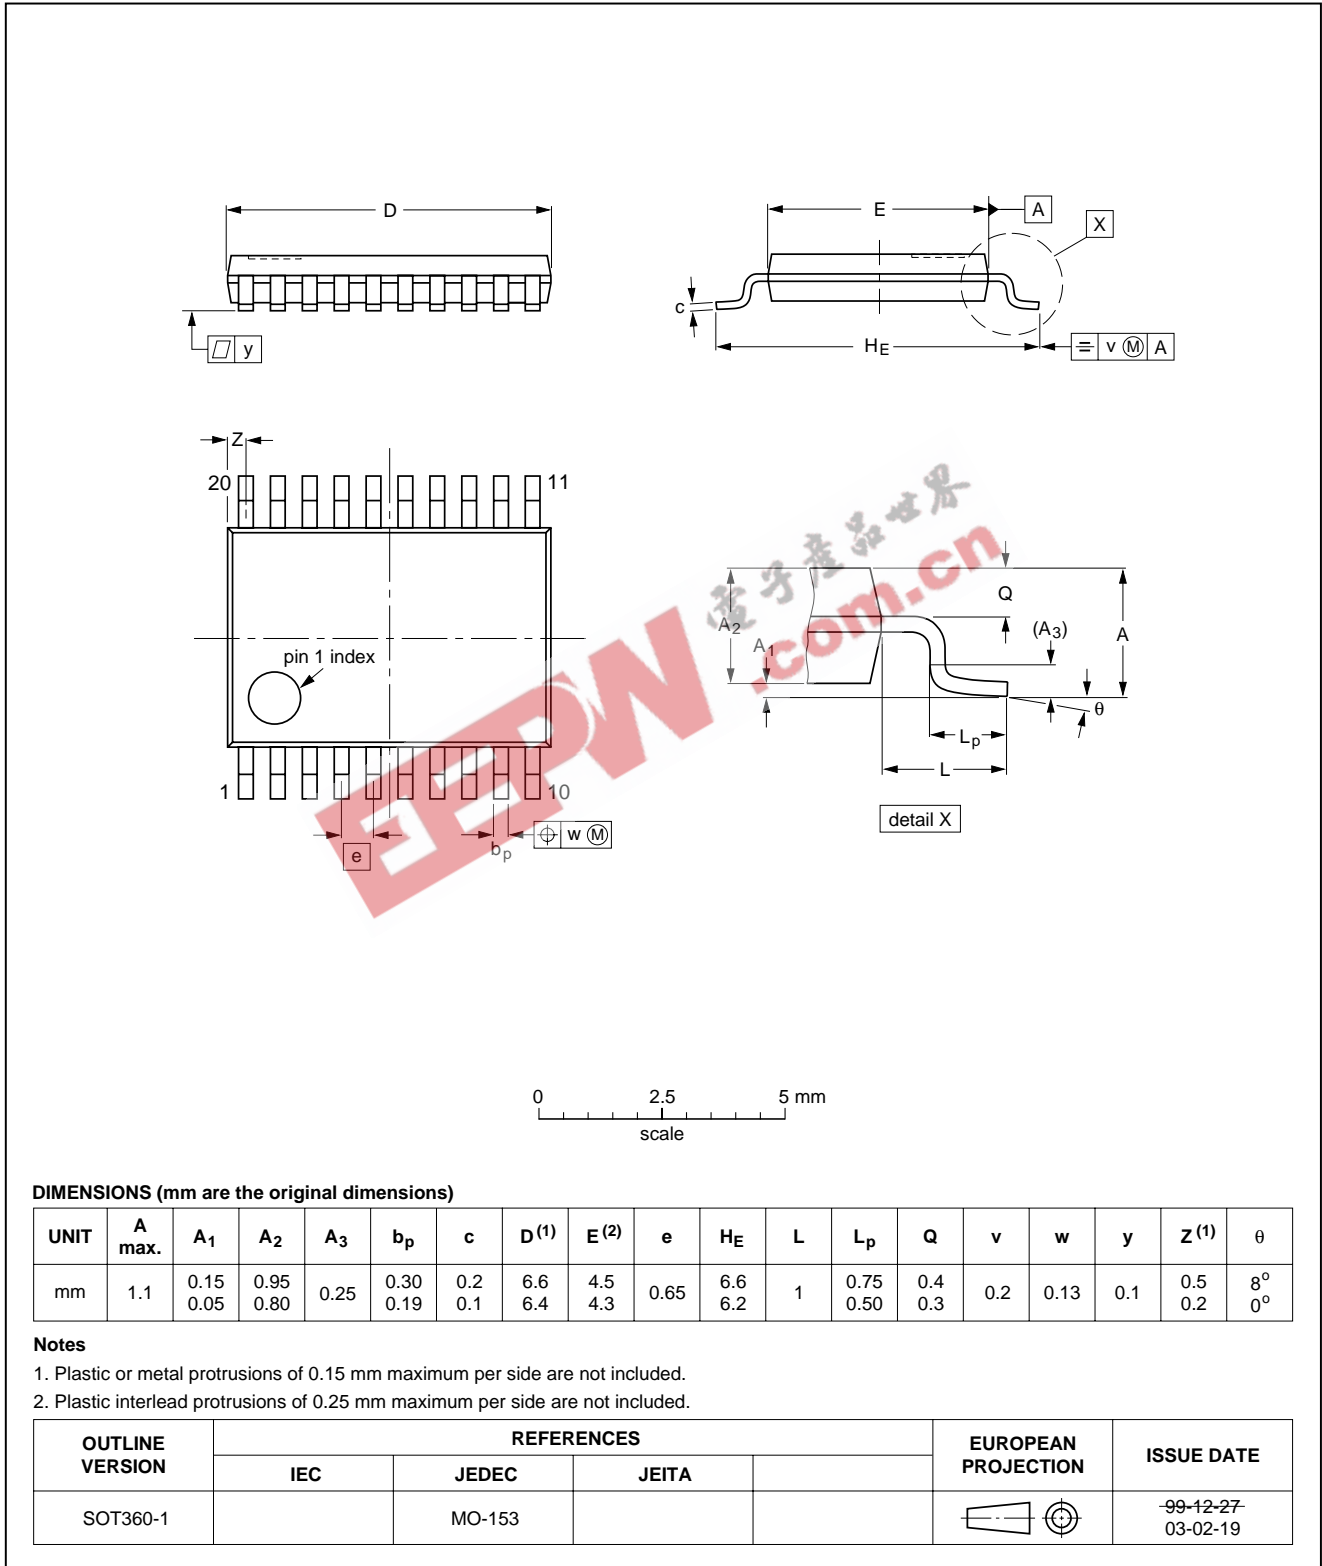 D
E
A
X
c
y
HE
v M A
Z
20
11
電子產品世界
.com.cn
Q
A2
A1
(A3)
A
pin 1 index
θ
Lp
L
1
10
EEPW
detail X
e
bp
w M
0 2.5 5 mm
scale
DIMENSIONS (mm are the original dimensions)
UNIT A max. A1 A2 A3 bp c D(1) E(2) e HE L Lp Q v w y Z(1) θ
mm 1.1 0.15 0.05 0.95 0.80 0.25 0.30 0.19 0.2 0.1 6.6 6.4 4.5 4.3 0.65 6.6 6.2 1 0.75 0.50 0.4 0.3 0.2 0.13 0.1 0.5 0.2 8° 0°
Notes
1. Plastic or metal protrusions of 0.15 mm maximum per side are not included.
2. Plastic interlead protrusions of 0.25 mm maximum per side are not included.
OUTLINE VERSION REFERENCES EUROPEAN PROJECTION ISSUE DATE
IEC JEDEC JEITA
SOT360-1 MO-153 99-12-27
03-02-19